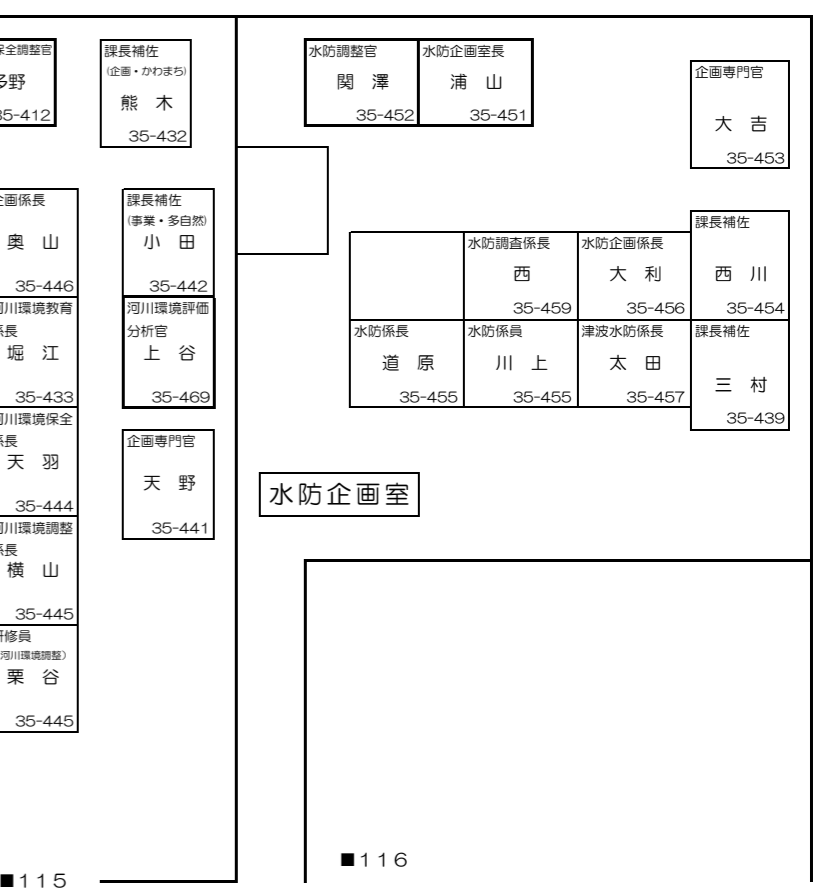 保全調整官
多野
35-412
課長補佐
(企画・かわまち)
熊　木
35-432
企画係長
奥　山
35-446
河川環境教育
係長
堀　江
35-433
河川環境保全
係長
天　羽
35-444
河川環境調整
係長
横　山
35-445
研修員
(河川環境調整)
栗　谷
35-445
課長補佐
(事業・多自然)
小　田
35-442
河川環境評価
分析官
上　谷
35-469
企画専門官
天　野
35-441
■１１５
水防調整官
関　澤
35-452
水防企画室長
浦　山
35-451
企画専門官
大　吉
35-453
水防調査係長
西
35-459
水防企画係長
大　利
35-456
課長補佐
西　川
35-454
水防係長
道　原
35-455
水防係員
川　上
35-455
津波水防係長
太　田
35-457
課長補佐
三　村
35-439
水防企画室
■１１６